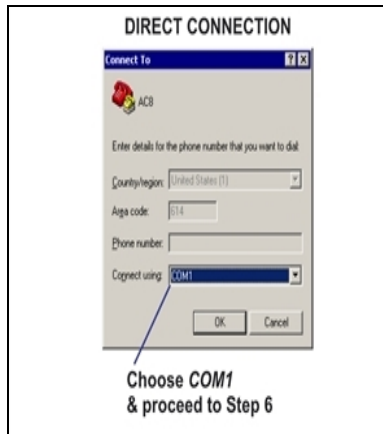 DIRECT CONNECTION
Connect To
AC8
Enter details for the phone number that you want to dial:
Country/region: United States (1)
Area code: 614
Phone number:
Connect using: COM1
OK Cancel
Choose COM1
& proceed to Step 6